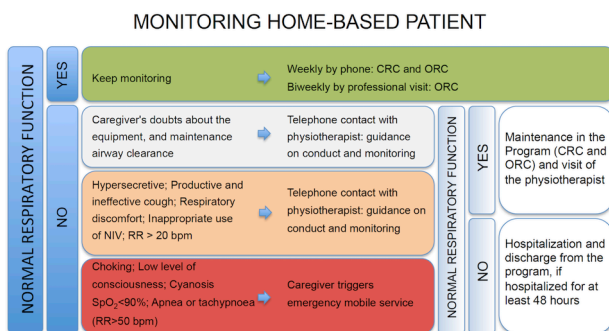 MONITORING HOME-BASED PATIENT
NORMAL RESPIRATORY FUNCTION
YES
Keep monitoring
Weekly by phone: CRC and ORC
Biweekly by professional visit: ORC
NO
Caregiver's doubts about the
equipment, and maintenance
airway clearance
Telephone contact with
physiotherapist: guidance
on conduct and monitoring
Hypersecretive; Productive and
ineffective cough; Respiratory
discomfort; Inappropriate use
of NIV; RR > 20 bpm
Telephone contact with
physiotherapist: guidance on
conduct and monitoring
Choking; Low level of
consciousness; Cyanosis
SpO2<90%; Apnea or tachypnoea
(RR>50 bpm)
Caregiver triggers
emergency mobile service
NORMAL RESPIRATORY FUNCTION
YES
Maintenance in the
Program (CRC and
ORC) and visit of
the physiotherapist
NO
Hospitalization and
discharge from the
program, if
hospitalized for at
least 48 hours